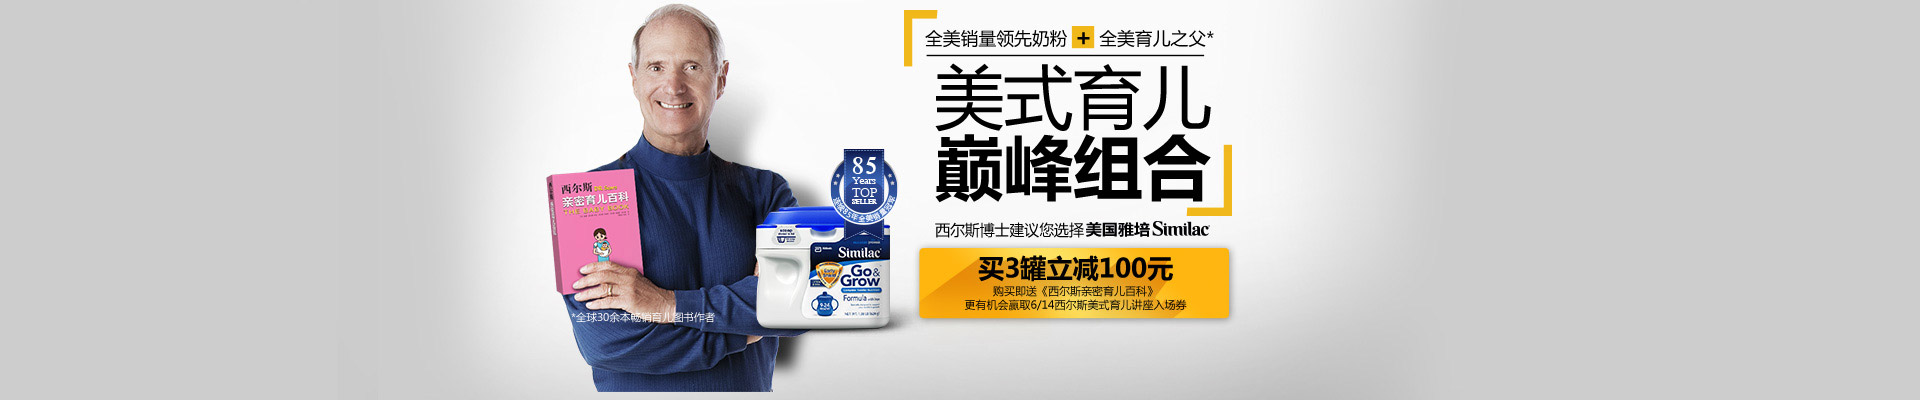 全美销量领先奶粉 + 全美育儿之父*
美式育儿
巅峰组合
西尔斯博士建议您选择 美国雅培 Similac
买3罐立减100元
购买即送《西尔斯亲密育儿百科》
更有机会赢取6/14西尔斯美式育儿讲座入场券
西尔斯
亲密育儿百科
THE BABY BOOK
*全球30余本畅销育儿图书作者
85
Years
TOP
SELLER
Similac
Go&
Grow
Formula